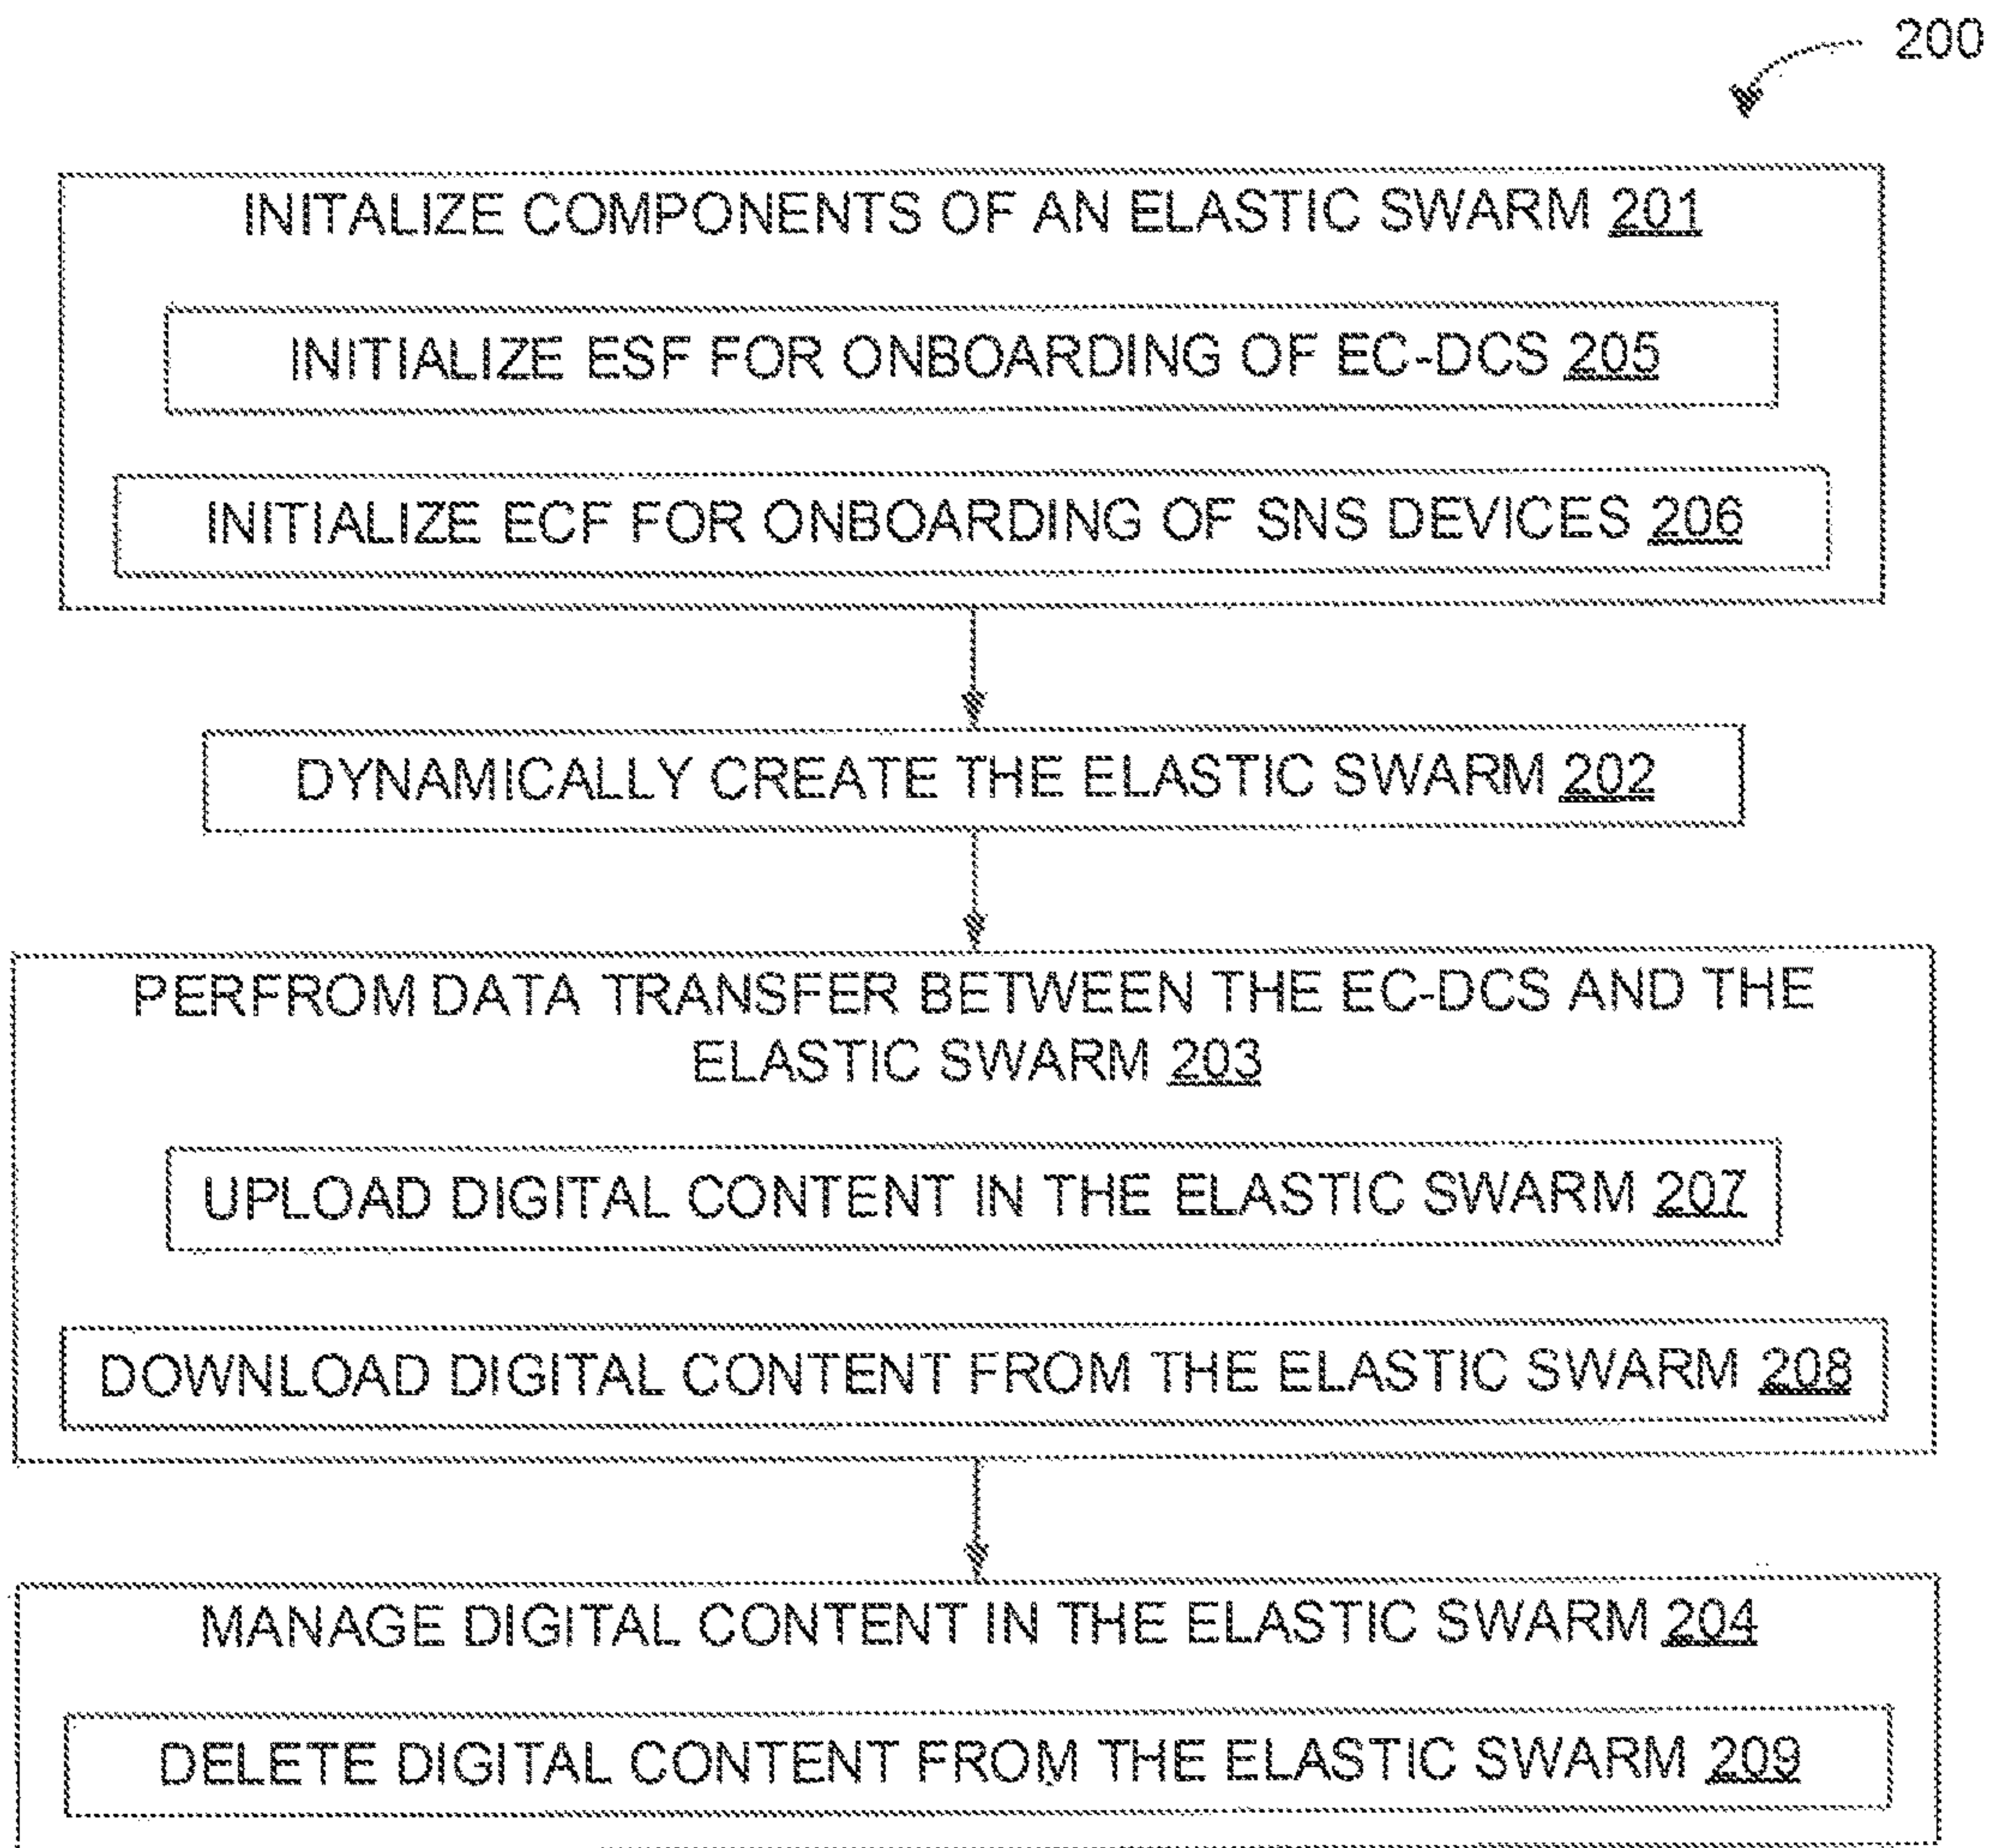 200
INITALIZE COMPONENTS OF AN ELASTIC SWARM 201
INITIALIZE ESF FOR ONBOARDING OF EC-DCS 205
INITIALIZE ECF FOR ONBOARDING OF SNS DEVICES 206
DYNAMICALLY CREATE THE ELASTIC SWARM 202
PERFROM DATA TRANSFER BETWEEN THE EC-DCS AND THE
ELASTIC SWARM 203
UPLOAD DIGITAL CONTENT IN THE ELASTIC SWARM 207
DOWNLOAD DIGITAL CONTENT FROM THE ELASTIC SWARM 208
MANAGE DIGITAL CONTENT IN THE ELASTIC SWARM 204
DELETE DIGITAL CONTENT FROM THE ELASTIC SWARM 209